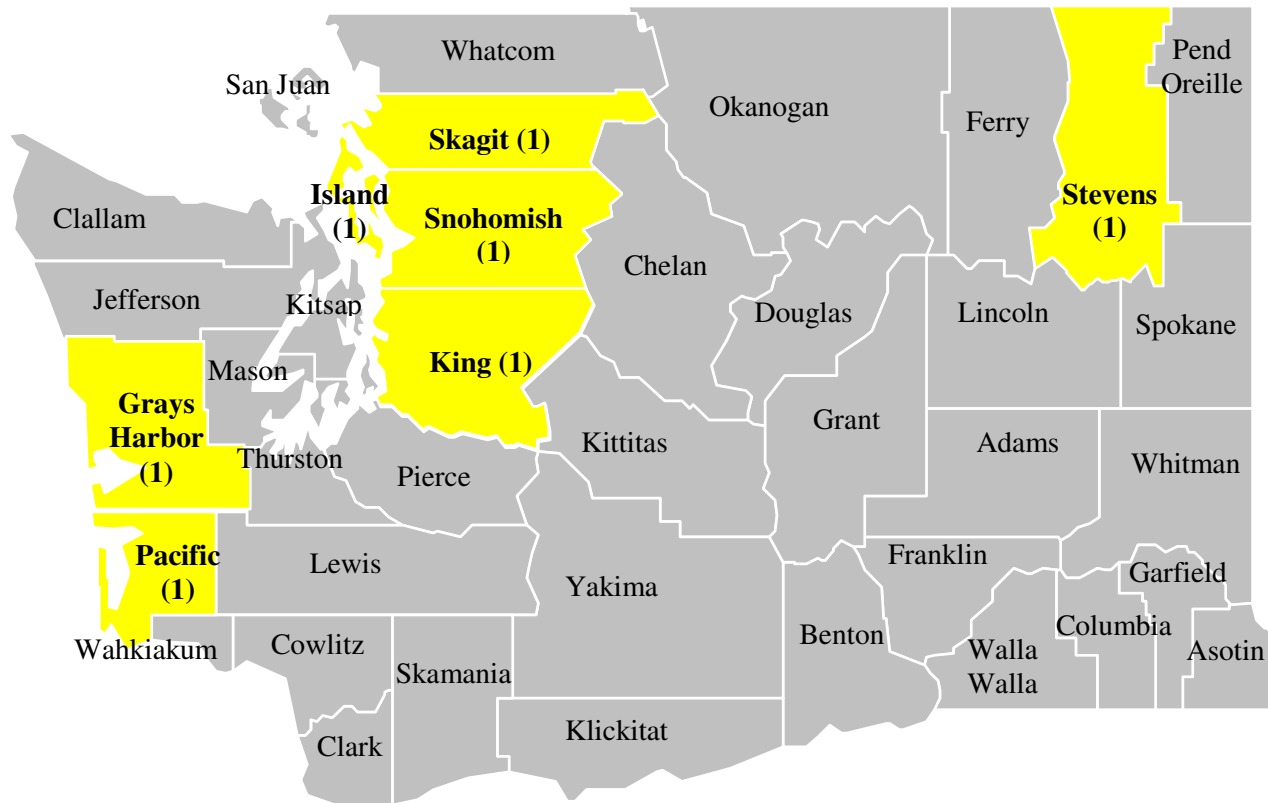 Whatcom
Pend
Oreille
San Juan
Okanogan
Ferry
Skagit (1)
Island
(1)
Stevens
(1)
Clallam
Snohomish
(1)
Chelan
Jefferson
Kitsap
Douglas
Lincoln
Spokane
Mason
King (1)
Grays
Harbor
(1)
Grant
Kittitas
Adams
Thurston
Pierce
Whitman
Pacific
(1)
Lewis
Franklin
Yakima
Garfield
Wahkiakum
Cowlitz
Benton
Columbia
Walla
Walla
Asotin
Skamania
Klickitat
Clark